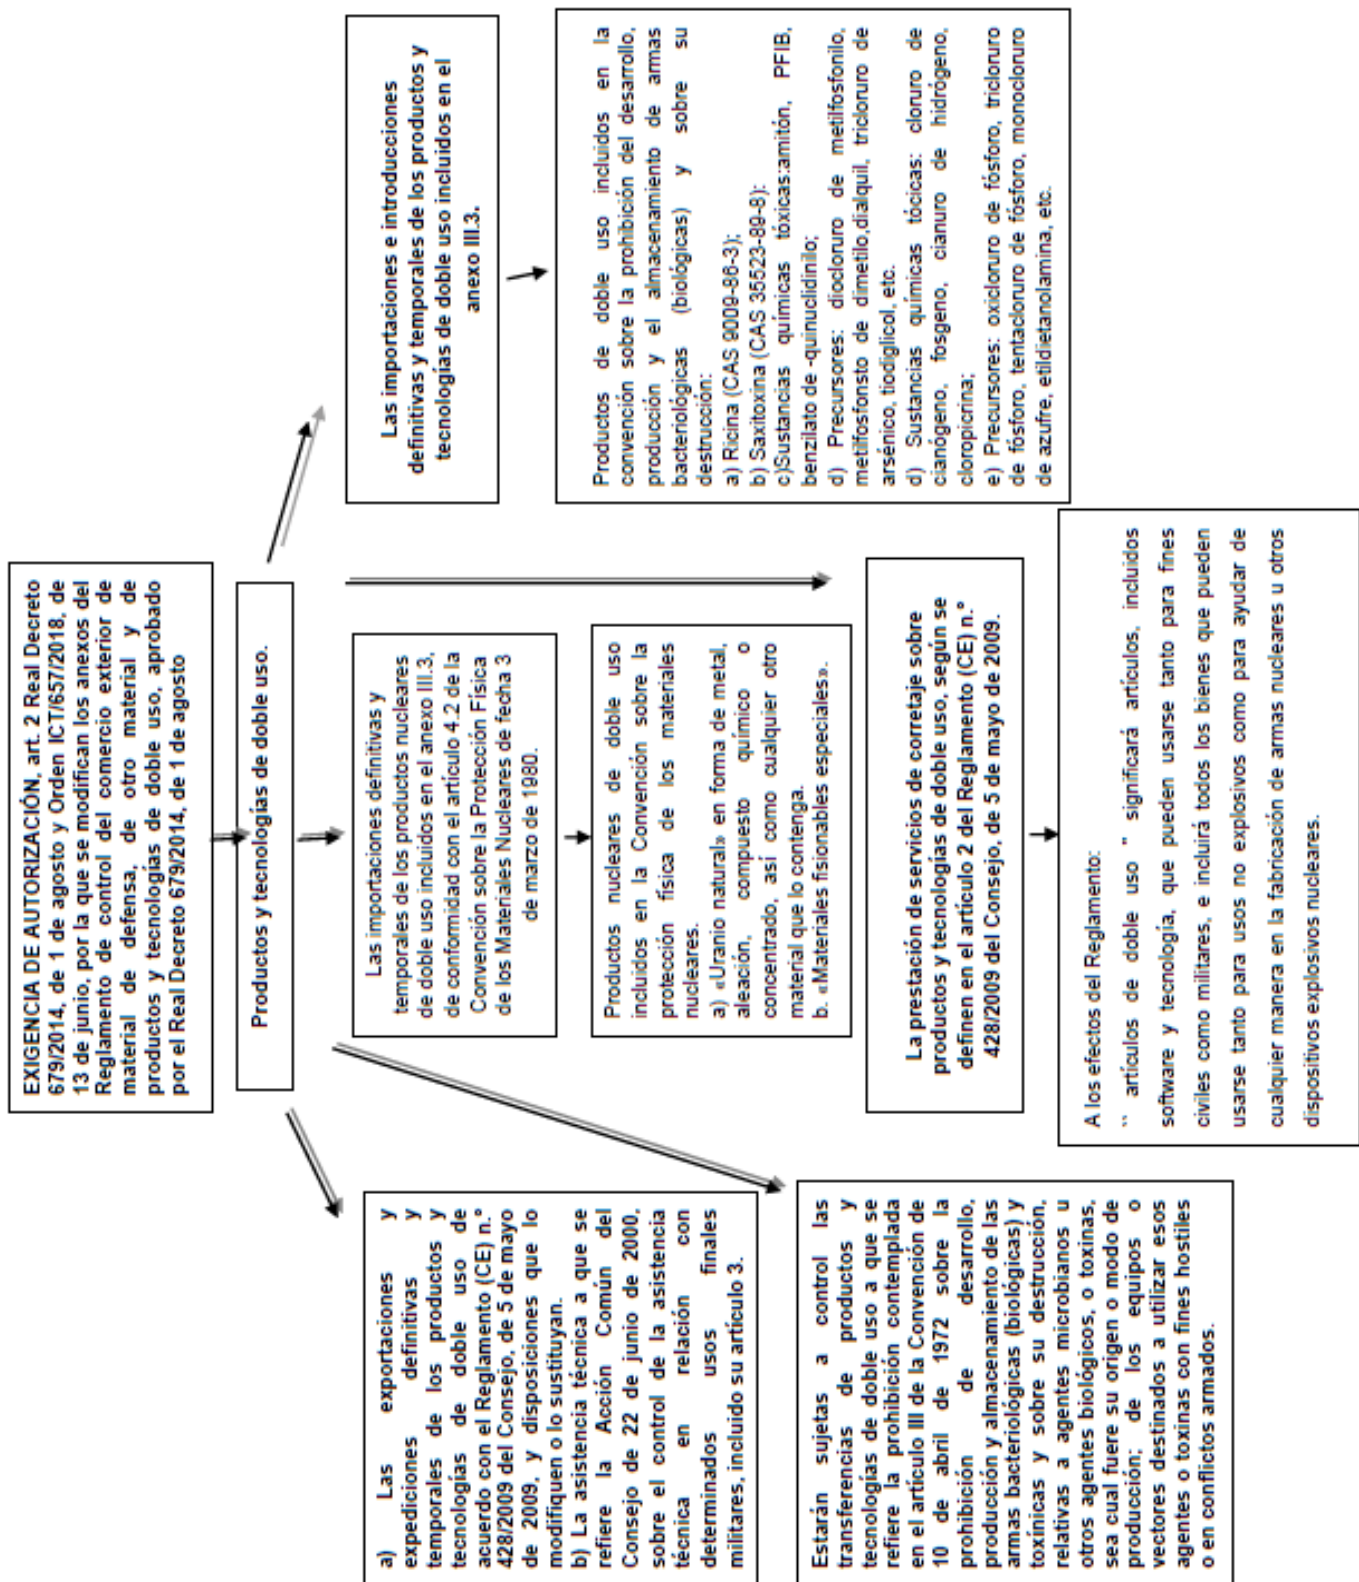 EXIGENCIA DE AUTORIZACIÓN, art. 2 Real Decreto
679/2014, de 1 de agosto y Orden ICT/657/2018, de
13 de junio, por la que se modifican los anexos del
Reglamento de control del comercio exterior de
material de defensa, de otro material y de
productos y tecnologías de doble uso, aprobado
por el Real Decreto 679/2014, de 1 de agosto
Productos y tecnologías de doble uso.
a) Las exportaciones y
expediciones definitivas y
temporales de los productos y
tecnologías de doble uso de
acuerdo con el Reglamento (CE) n.º
428/2009 del Consejo, de 5 de mayo
de 2009, y disposiciones que lo
modifiquen o lo sustituyan.
b) La asistencia técnica a que se
refiere la Acción Común del
Consejo de 22 de junio de 2000,
sobre el control de la asistencia
técnica en relación con
determinados usos finales
militares, incluido su artículo 3.
Las importaciones definitivas y
temporales de los productos nucleares
de doble uso incluidos en el anexo III.3,
de conformidad con el artículo 4.2 de la
Convención sobre la Protección Física
de los Materiales Nucleares de fecha 3
de marzo de 1980.
Las importaciones e introducciones
definitivas y temporales de los productos y
tecnologías de doble uso incluidos en el
anexo III.3.
Productos nucleares de doble uso
incluidos en la Convención sobre la
protección física de los materiales
nucleares.
a) «Uranio natural» en forma de metal,
aleación, compuesto químico o
concentrado, así como cualquier otro
material que lo contenga.
b. «Materiales fisionables especiales».
Productos de doble uso incluidos en la
convención sobre la prohibición del desarrollo,
producción y el almacenamiento de armas
bacteriológicas (biológicas) y sobre su
destrucción:
a) Ricina (CAS 9009-86-3);
b) Saxitoxina (CAS 35523-89-8):
c)Sustancias químicas tóxicas:amitón, PFIB,
benzilato de -quinuclidinilo;
d) Precursores: diocloruro de metilfosfonilo,
metilfosfonsto de dimetilo,dialquil, tricloruro de
arsénico, tiodiglicol, etc.
d) Sustancias químicas tócicas: cloruro de
cianógeno, fosgeno, cianuro de hidrógeno,
cloropicrina;
e) Precursores: oxicloruro de fósforo, tricloruro
de fósforo, tentacloruro de fósforo, monocloruro
de azufre, etildietanolamina, etc.
Estarán sujetas a control las
transferencias de productos y
tecnologías de doble uso a que se
refiere la prohibición contemplada
en el artículo III de la Convención de
10 de abril de 1972 sobre la
prohibición de desarrollo,
producción y almacenamiento de las
armas bacteriológicas (biológicas) y
toxínicas y sobre su destrucción,
relativas a agentes microbianos u
otros agentes biológicos, o toxinas,
sea cual fuere su origen o modo de
producción; de los equipos o
vectores destinados a utilizar esos
agentes o toxinas con fines hostiles
o en conflictos armados.
La prestación de servicios de corretaje sobre
productos y tecnologías de doble uso, según se
definen en el artículo 2 del Reglamento (CE) n.º
428/2009 del Consejo, de 5 de mayo de 2009.
A los efectos del Reglamento:
`` artículos de doble uso '' significará artículos, incluidos
software y tecnología, que pueden usarse tanto para fines
civiles como militares, e incluirá todos los bienes que pueden
usarse tanto para usos no explosivos como para ayudar de
cualquier manera en la fabricación de armas nucleares u otros
dispositivos explosivos nucleares.